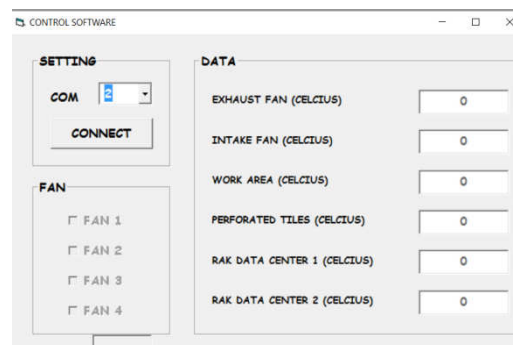 CONTROL SOFTWARE
SETTING
COM 2
CONNECT
FAN
FAN 1
FAN 2
FAN 3
FAN 4
DATA
EXHAUST FAN (CELCIUS) 0
INTAKE FAN (CELCIUS) 0
WORK AREA (CELCIUS) 0
PERFORATED TILES (CELCIUS) 0
RAK DATA CENTER 1 (CELCIUS) 0
RAK DATA CENTER 2 (CELCIUS) 0